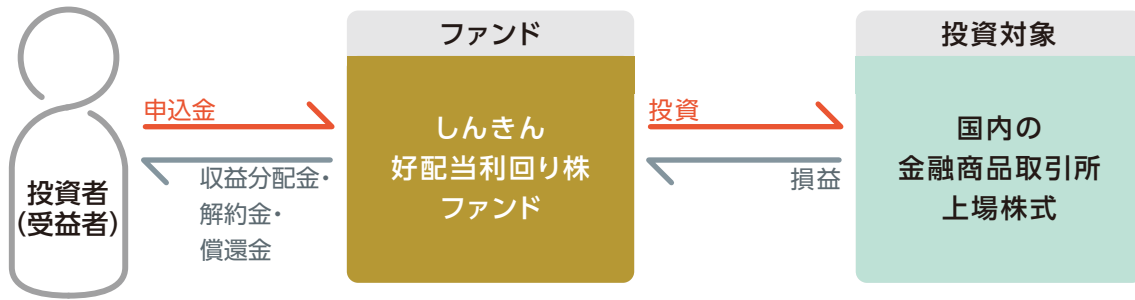 投資者
(受益者)
申込金
収益分配金・
解約金・
償還金
ファンド
しんきん
好配当利回り株
ファンド
投資
損益
投資対象
国内の
金融商品取引所
上場株式